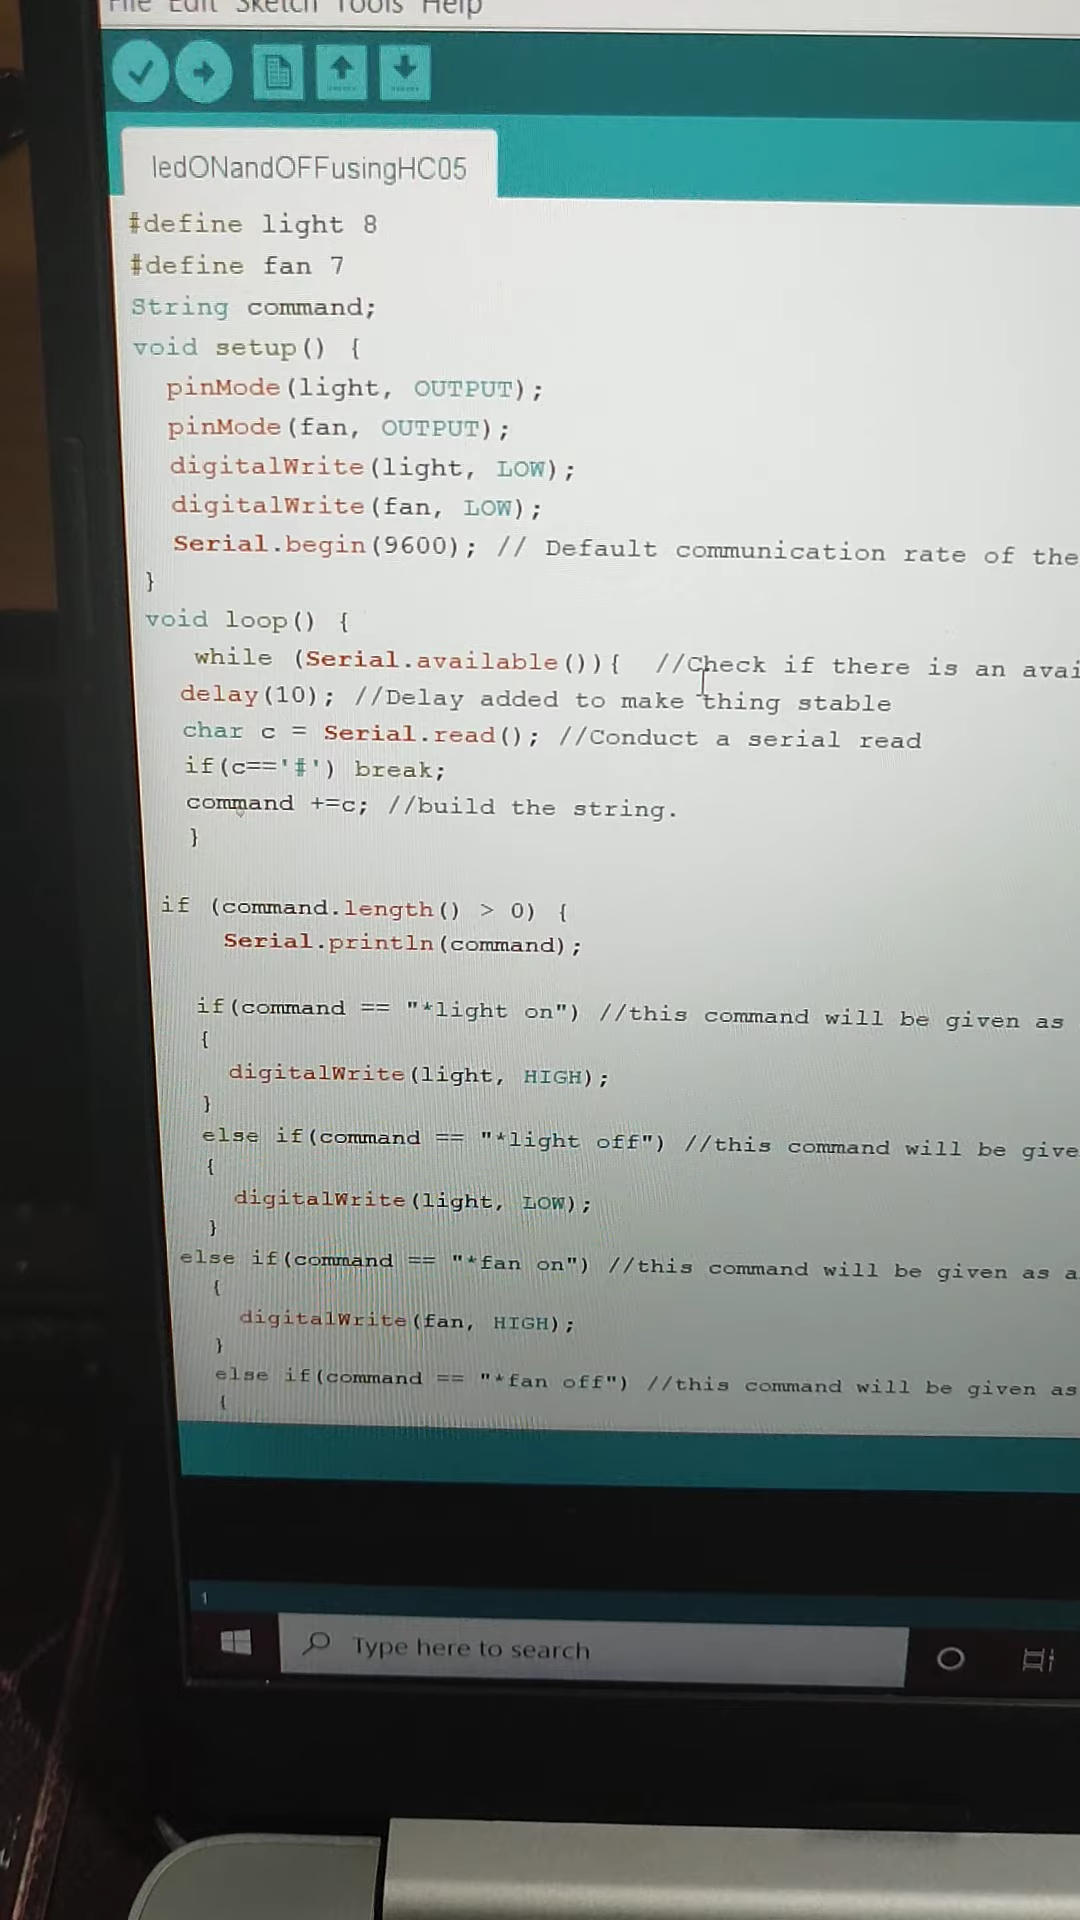 File Edit Sketch Tools Help
ledONandOFFusingHC05
#define light 8
#define fan 7
String command;
void setup() {
pinMode(light, OUTPUT);
pinMode(fan, OUTPUT);
digitalWrite(light, LOW);
digitalWrite(fan, LOW);
Serial.begin(9600); // Default communication rate of the
}
void loop() {
while (Serial.available()){ //Check if there is an avai
delay(10); //Delay added to make thing stable
char c = Serial.read(); //Conduct a serial read
if(c=='#') break;
command +=c; //build the string.
}
if (command.length() > 0) {
Serial.println(command);
if(command == "*light on") //this command will be given as
{
digitalWrite(light, HIGH);
}
else if(command == "*light off") //this command will be give
{
digitalWrite(light, LOW);
}
else if(command == "*fan on") //this command will be given as a
{
digitalWrite(fan, HIGH);
}
else if(command == "*fan off") //this command will be given as
{
1
Type here to search